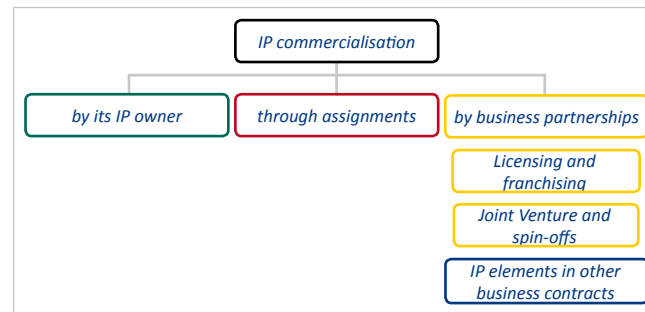 IP commercialisation
by its IP owner
through assignments
by business partnerships
Licensing and
franchising
Joint Venture and
spin-offs
IP elements in other
business contracts